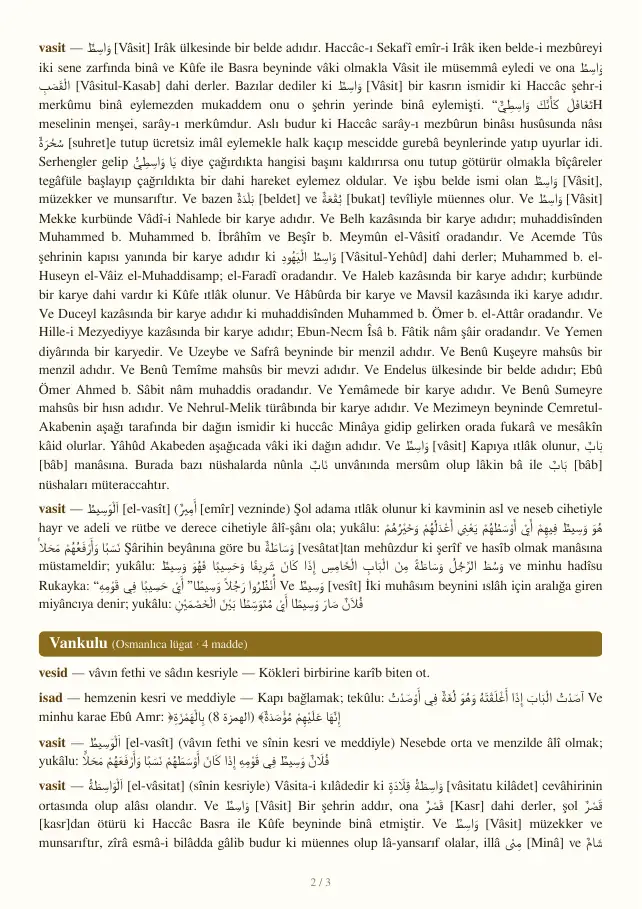 vasit — وَاسِطٌ [Vâsit] Irâk ülkesinde bir belde adıdır. Haccâc-ı Sekafî emîr-i Irâk iken belde-i mezbûreyi
iki sene zarfında binâ ve Kûfe ile Basra beyninde vâki olmakla Vâsit ile müsemmâ eyledi ve ona وَاسِطُ
الْقَصَبِ [Vâsitul-Kasab] dahi derler. Bazılar dediler ki وَاسِطٌ [Vâsit] bir kasrın ismidir ki Haccâc şehr-i
merkûmu binâ eylemezden mukaddem onu o şehrin yerinde binâ eylemişti. “تَغَافَلْ كَأَنَّكَ وَاسِطِيٌّH
meselinin menşei, sarây-ı merkûmdur. Aslı budur ki Haccâc sarây-ı mezbûrun binâsı husûsunda nâsı
سُخْرَةً [suhret]e tutup ücretsiz imâl eylemekle halk kaçıp mescidde gurebâ beynlerinde yatıp uyurlar idi.
Serhengler gelip يَا وَاسِطِيُّ diye çağırdıkta hangisi başını kaldırırsa onu tutup götürür olmakla bîçâreler
tegâfüle başlayıp çağrıldıkta bir dahi hareket eylemez oldular. Ve işbu belde ismi olan وَاسِطٌ [Vâsit],
müzekker ve munsarıftır. Ve bazen بَلْدَةٌ [beldet] ve بُقْعَةٌ [bukat] tevîliyle müennes olur. Ve وَاسِطٌ [Vâsit]
Mekke kurbünde Vâdî-i Nahlede bir karye adıdır. Ve Belh kazâsında bir karye adıdır; muhaddisînden
Muhammed b. Muhammed b. İbrâhîm ve Beşîr b. Meymûn el-Vâsitî oradandır. Ve Acemde Tûs
şehrinin kapısı yanında bir karye adıdır ki وَاسِطُ الْيَهُودِ [Vâsitul-Yehûd] dahi derler; Muhammed b. el-
Huseyn el-Vâiz el-Muhaddisamp; el-Faradî oradandır. Ve Haleb kazâsında bir karye adıdır; kurbünde
bir karye dahi vardır ki Kûfe ıtlâk olunur. Ve Hâbûrda bir karye ve Mavsil kazâsında iki karye adıdır.
Ve Duceyl kazâsında bir karye adıdır ki muhaddisînden Muhammed b. Ömer b. el-Attâr oradandır. Ve
Hille-i Mezyediyye kazâsında bir karye adıdır; Ebun-Necm Îsâ b. Fâtik nâm şâir oradandır. Ve Yemen
diyârında bir karyedir. Ve Uzeybe ve Safrâ beyninde bir menzil adıdır. Ve Benû Kuşeyre mahsûs bir
menzil adıdır. Ve Benû Temîme mahsûs bir mevzi adıdır. Ve Endelus ülkesinde bir belde adıdır; Ebû
Ömer Ahmed b. Sâbit nâm muhaddis oradandır. Ve Yemâmede bir karye adıdır. Ve Benû Sumeyre
mahsûs bir hısn adıdır. Ve Nehrul-Melik türâbında bir karye adıdır. Ve Mezimeyn beyninde Cemretul-
Akabenin aşağı tarafında bir dağın ismidir ki huccâc Minâya gidip gelirken orada fukarâ ve mesâkîn
kâid olurlar. Yâhûd Akabeden aşağıcada vâki iki dağın adıdır. Ve وَاسِطٌ [vâsit] Kapıya ıtlâk olunur, بَابٌ
[bâb] manâsına. Burada bazı nüshalarda nûnla نَابٌ unvânında mersûm olup lâkin bâ ile بَابٌ [bâb]
nüshaları müteraccahtır.
vasit — اَلْوَسِيطُ [el-vasît] (أَمِيرٌ [emîr] vezninde) Şol adama ıtlâk olunur ki kavminin asl ve neseb cihetiyle
hayr ve adeli ve rütbe ve derece cihetiyle âlî-şânı ola; yukâlu: هُوَ وَسِيطٌ فِيهِمْ أَيْ أَوْسَطُهُمْ يَعْنِي أَعْدَلُهُمْ وَخَيْرُهُمْ
نَسَبًا وَأَرْفَعُهُمْ مَحَلاًّ Şârihin beyânına göre bu وَسَاطَةٌ [vesâtat]tan mehûzdur ki şerîf ve hasîb olmak manâsına
müstameldir; yukâlu: وَسُطَ الرَّجُلُ وَسَاطَةً مِنَ الْبَابِ الْخَامِسِ إِذَا كَانَ شَرِيفًا وَحَسِيبًا فَهُوَ وَسِيطٌ ve minhu hadîsu
Rukayka: “أُنْظُرُوا رَجُلاً وَسِيطًا” أَيْ حَسِيبًا فِي قَوْمِهِ Ve وَسِيطٌ [vesît] İki muhâsım beynini ıslâh için aralığa giren
miyâncıya denir; yukâlu: فُلاَنٌ صَارَ وَسِيطًا أَيْ مُتَوَسِّطًا بَيْنَ الْخَصْمَيْنِ
Vankulu (Osmanlıca lügat · 4 madde)
vesid — vâvın fethi ve sâdın kesriyle — Kökleri birbirine karîb biten ot.
isad — hemzenin kesri ve meddiyle — Kapı bağlamak; tekûlu: آصَدْتُ الْبَابَ إِذَا أَغْلَقْتَهُ وَهُوَ لُغَةٌ فِي أَوْصَدْتُ Ve
minhu karae Ebû Amr: ﴿إِنَّهَا عَلَيْهِمْ مُؤْصَدَةٌ﴾ (الهمزة 8) بِالْهَمْزَةِ
vasit — اَلْوَسِيطُ [el-vasît] (vâvın fethi ve sînin kesri ve meddiyle) Nesebde orta ve menzilde âlî olmak;
yukâlu: فُلاَنٌ وَسِيطٌ فِي قَوْمِهِ إِذَا كَانَ أَوْسَطَهُمْ نَسَبًا وَأَرْفَعَهُمْ مَحَلاًّ
vasit — اَلْوَاسِطَةُ [el-vâsitat] (sînin kesriyle) Vâsita-i kılâdedir ki وَاسِطَةُ قِلاَدَةٍ [vâsitatu kilâdet] cevâhirinin
ortasında olup alâsı olandır. Ve وَاسِطٌ [Vâsit] Bir şehrin addır, ona قَصْرٌ [Kasr] dahi derler, şol قَصْرٌ
[kasr]dan ötürü ki Haccâc Basra ile Kûfe beyninde binâ etmiştir. Ve وَاسِطٌ [Vâsit] müzekker ve
munsarıftır, zîrâ esmâ-i bilâdda gâlib budur ki müennes olup lâ-yansarıf olalar, illâ مِنًى [Minâ] ve شَامٌ
2 / 3